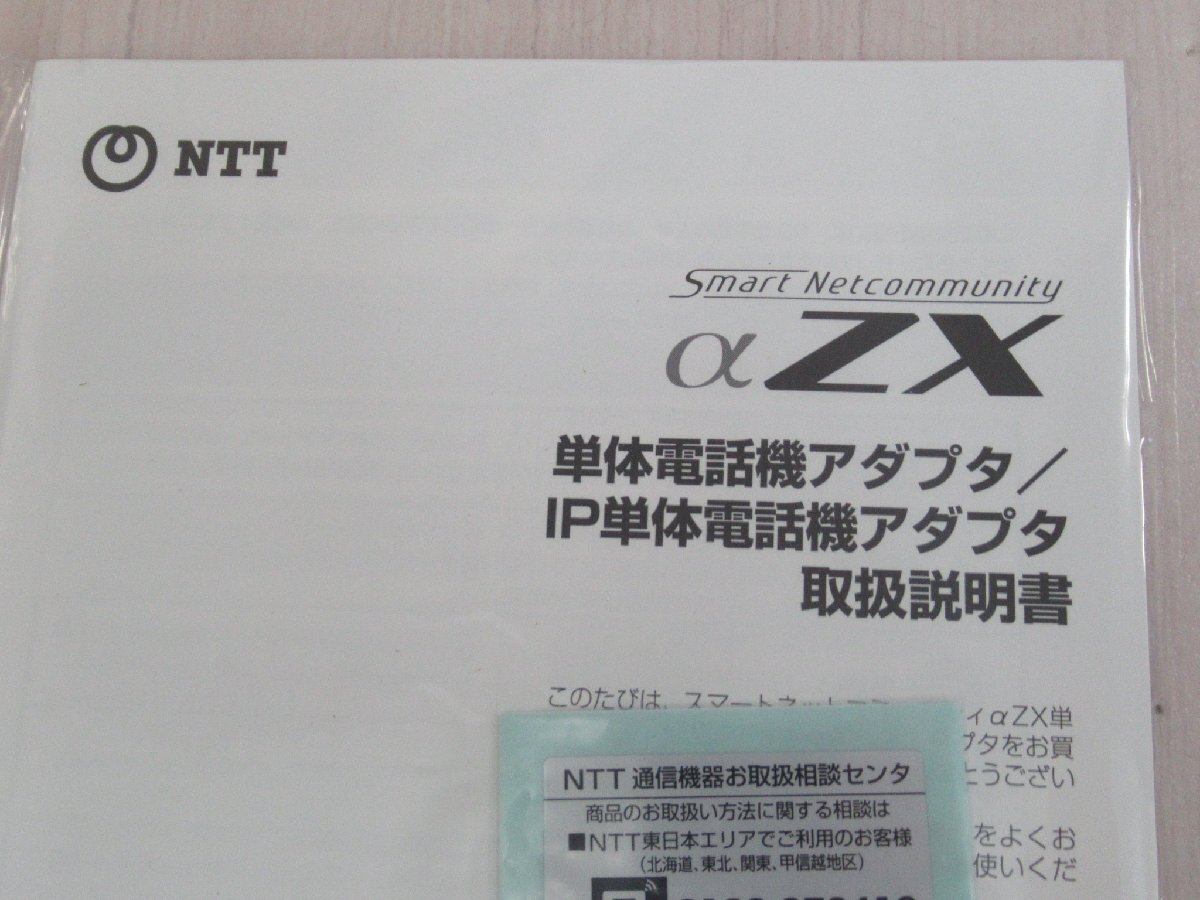 NTT
Smart Netcommunity
αZX
単体電話機アダプタ／
IP単体電話機アダプタ
取扱説明書
このたびは、スマートネット
ィαZX単
プタをお買
とうござい
をよくお
使いくだ
NTT 通信機器お取扱相談センタ
商品のお取扱い方法に関する相談は
■NTT東日本エリアでご利用のお客様
（北海道、東北、関東、甲信越地区）